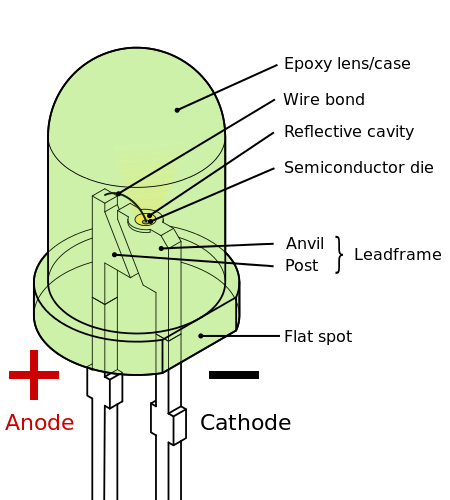 Epoxy lens/case
Wire bond
Reflective cavity
Semiconductor die
Anvil
Post
Leadframe
Flat spot
+
−
Anode
Cathode